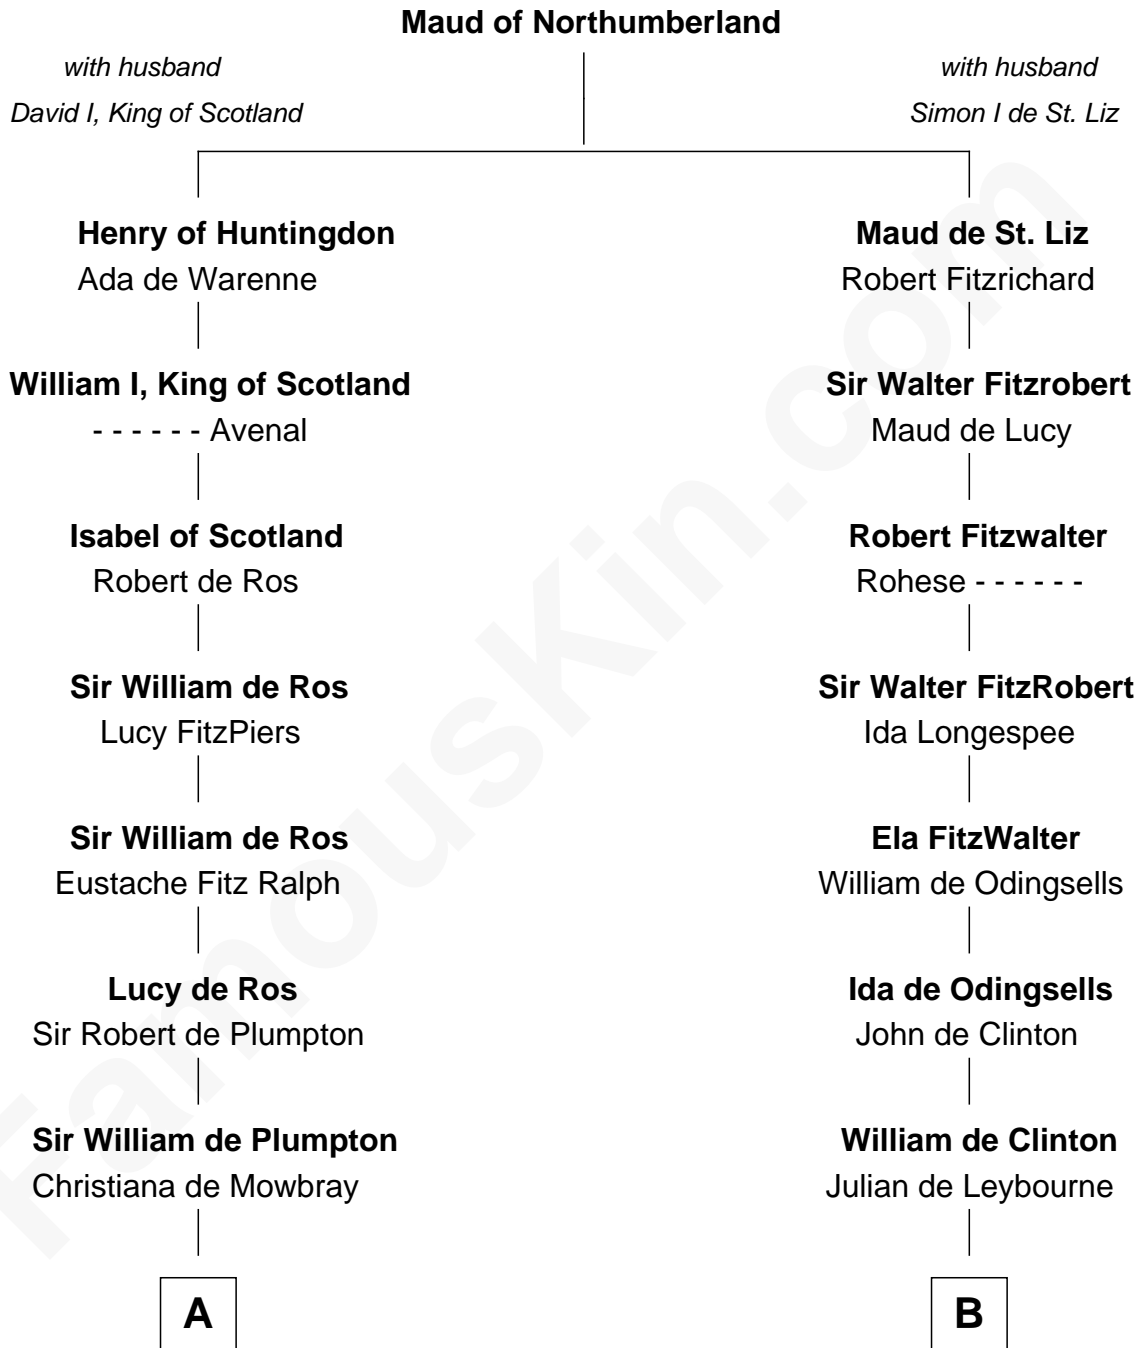 Maud of Northumberland
with husband
David I, King of Scotland
with husband
Simon I de St. Liz
Henry of Huntingdon
Ada de Warenne
Maud de St. Liz
Robert Fitzrichard
William I, King of Scotland
- - - - - - Avenal
Sir Walter Fitzrobert
Maud de Lucy
Isabel of Scotland
Robert de Ros
Robert Fitzwalter
Rohese - - - - - -
Sir William de Ros
Lucy FitzPiers
Sir Walter FitzRobert
Ida Longespee
Sir William de Ros
Eustache Fitz Ralph
Ela FitzWalter
William de Odingsells
Lucy de Ros
Sir Robert de Plumpton
Ida de Odingsells
John de Clinton
Sir William de Plumpton
Christiana de Mowbray
William de Clinton
Julian de Leybourne
A
B
FamousKin.com